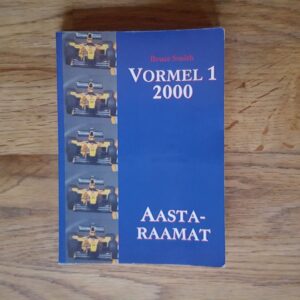 Bruce Smith
VORMEL 1
2000
AASTA-
RAAMAT